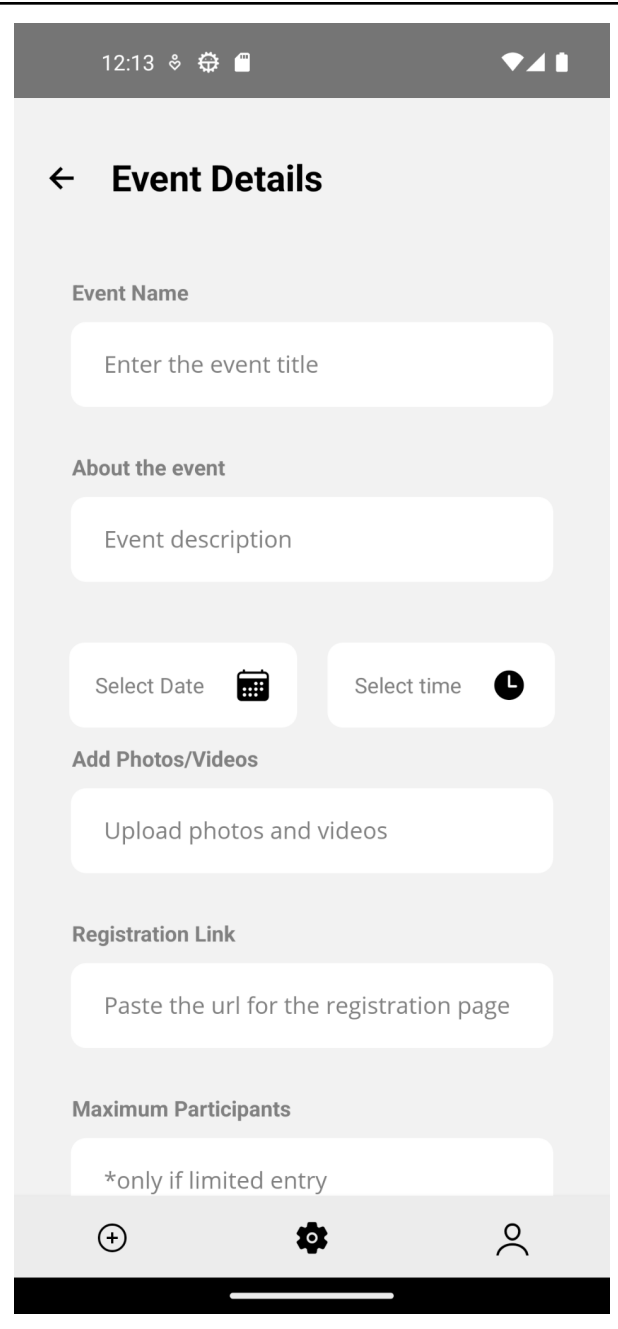 12:13
Event Details
Event Name
Enter the event title
About the event
Event description
Select Date
Select time
Add Photos/Videos
Upload photos and videos
Registration Link
Paste the url for the registration page
Maximum Participants
*only if limited entry